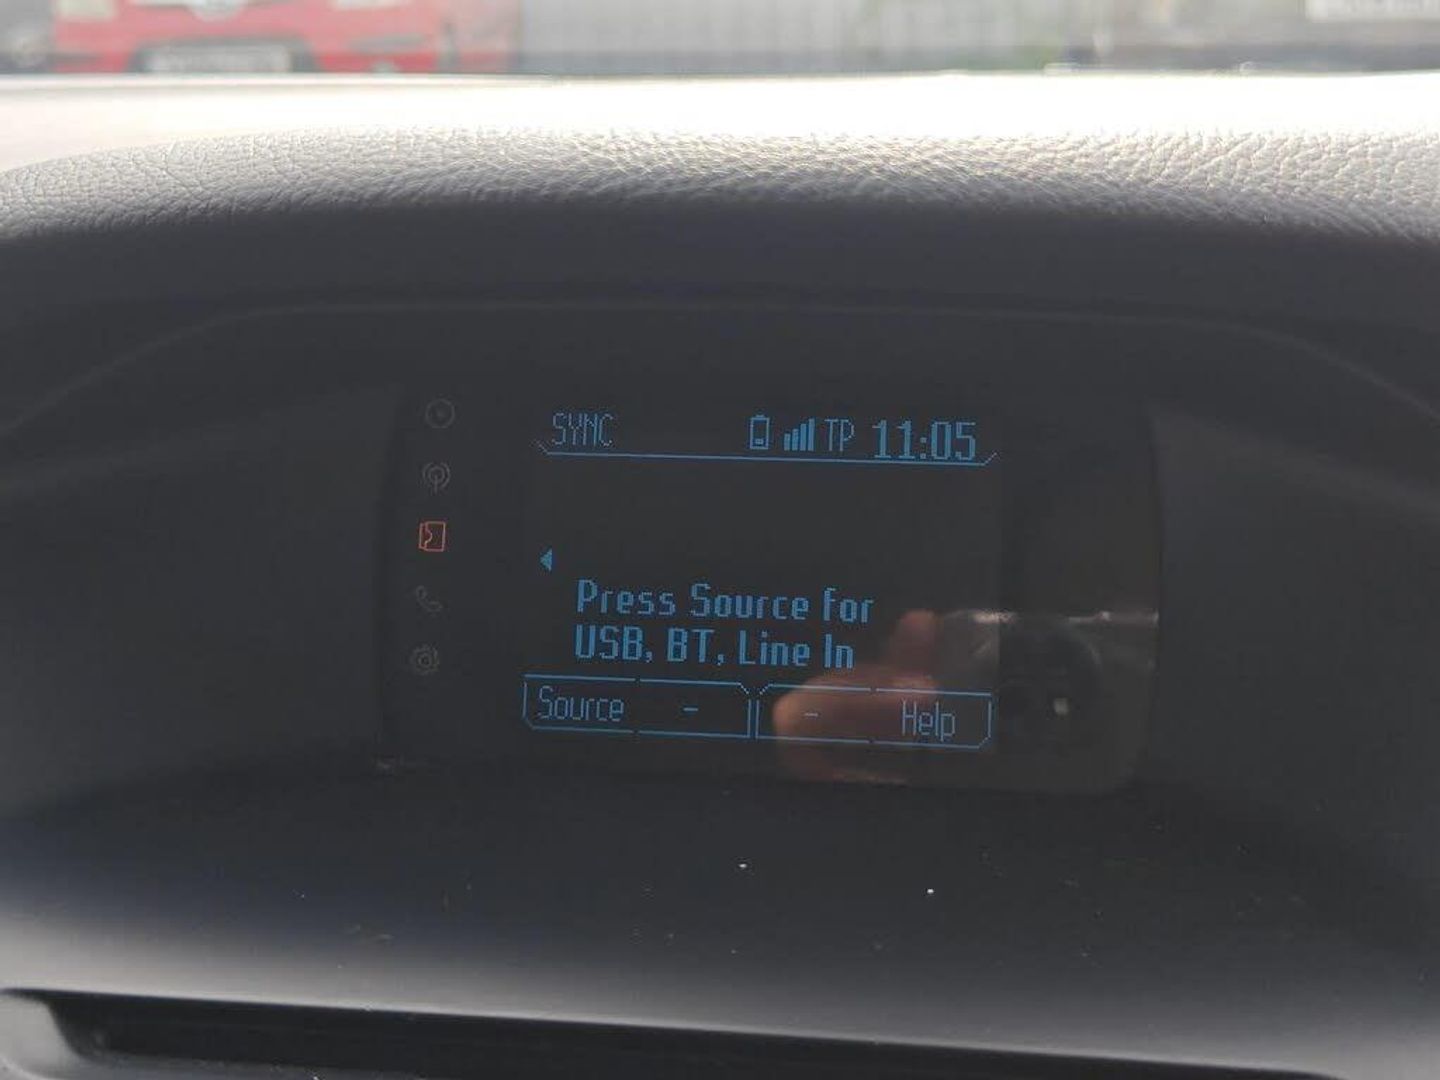 SYNC TP 11:05
Press Source for
USB, BT, Line In
Source - - Help